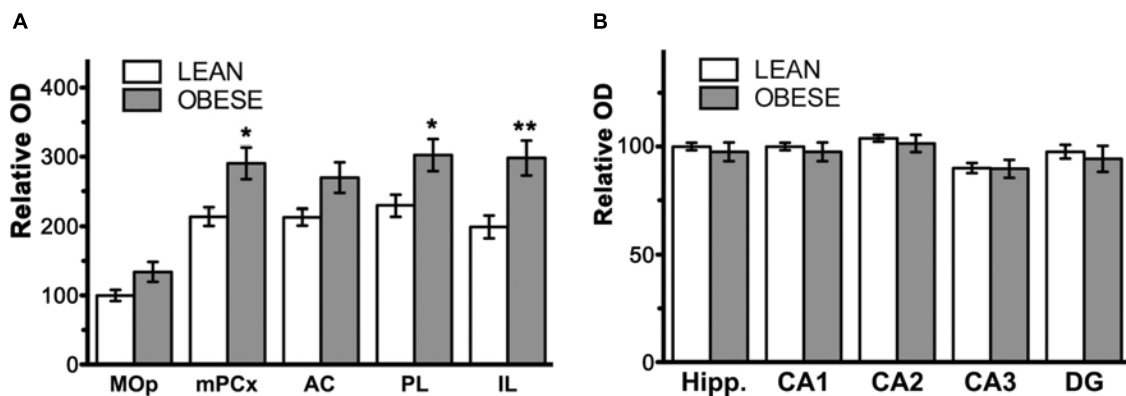 A
Relative OD
400
300
200
100
0
LEAN
OBESE
*
*
**
MOp mPCx AC PL IL
B
Relative OD
100
50
0
LEAN
OBESE
Hipp. CA1 CA2 CA3 DG